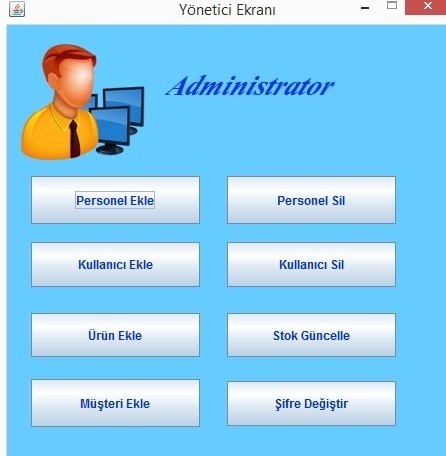 Yönetici Ekranı
Administrator
Personel Ekle
Personel Sil
Kullanıcı Ekle
Kullanıcı Sil
Ürün Ekle
Stok Güncelle
Müşteri Ekle
Şifre Değiştir